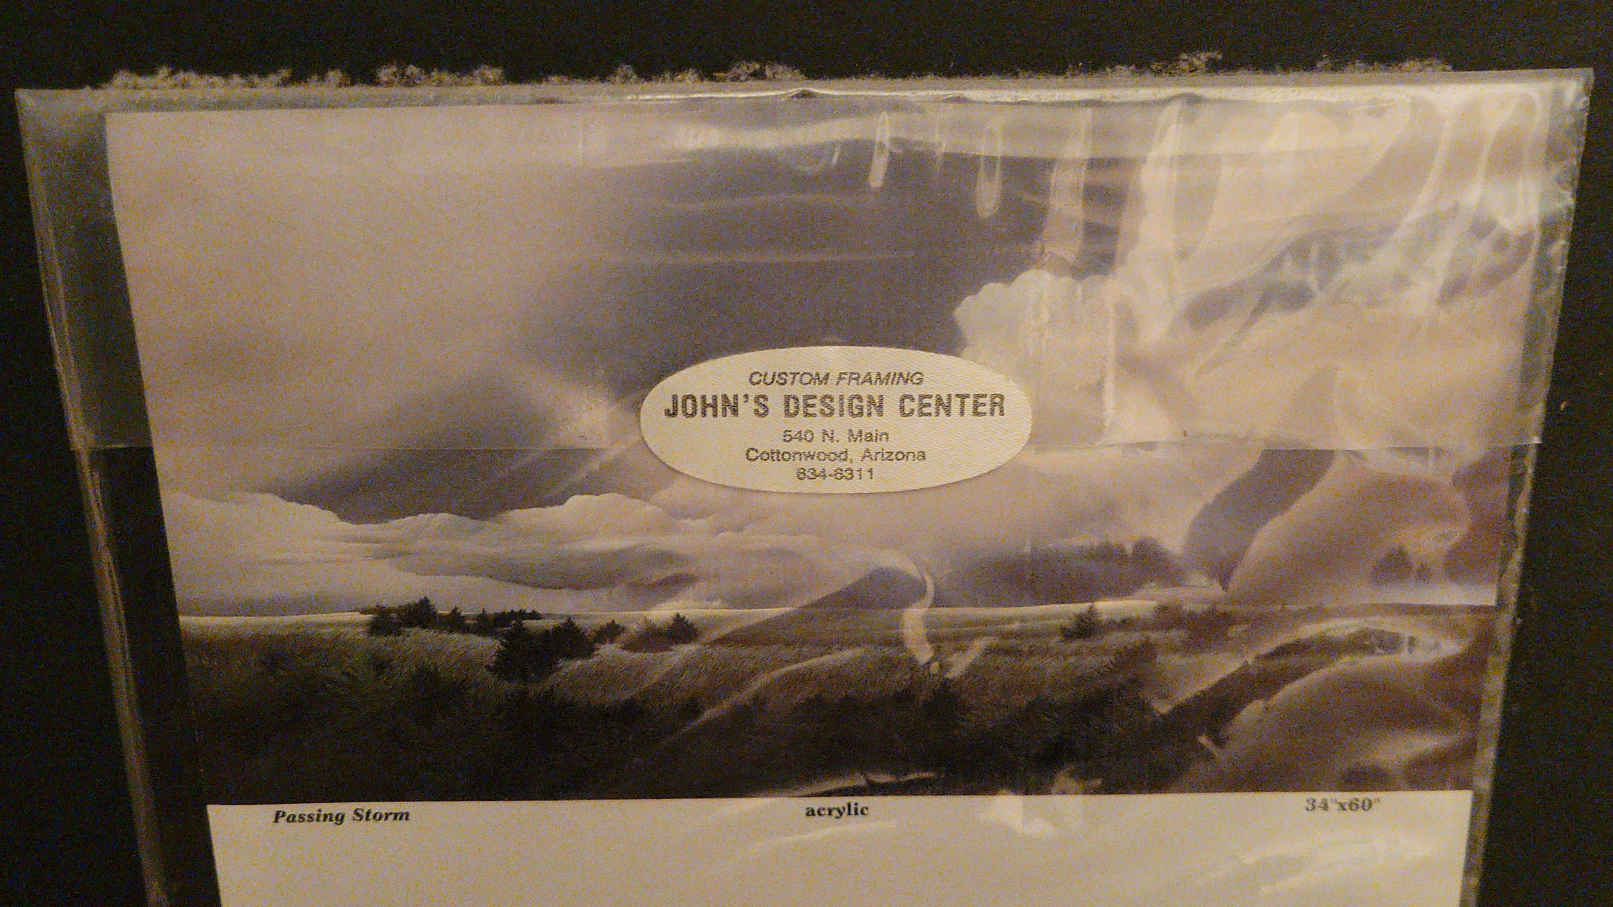 CUSTOM FRAMING
JOHN'S DESIGN CENTER
540 N. Main
Cottonwood, Arizona
634-6311
Passing Storm
acrylic
34"x60"